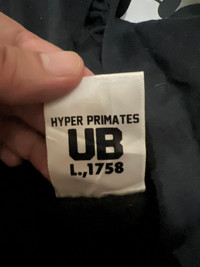 HYPER PRIMATES
UB
L.,1758